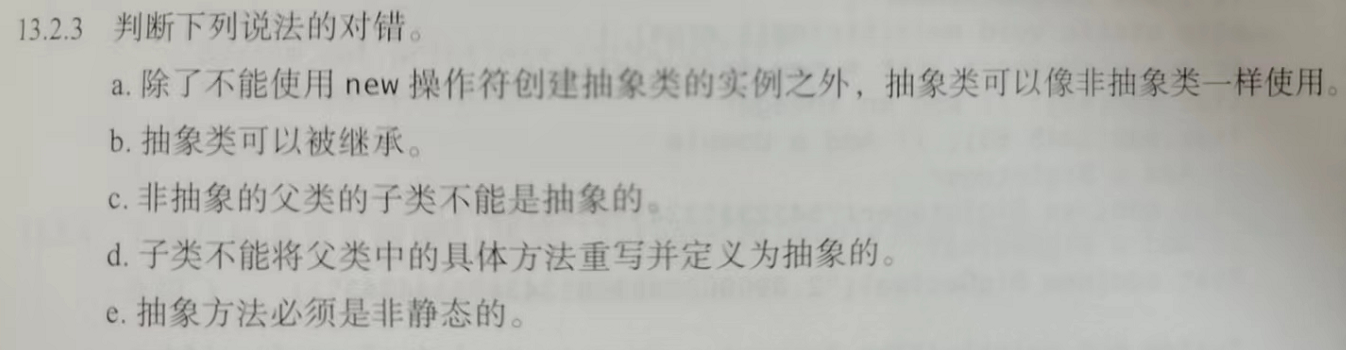 13.2.3 判断下列说法的对错。
a. 除了不能使用 new 操作符创建抽象类的实例之外，抽象类可以像非抽象类一样使用。
b. 抽象类可以被继承。
c. 非抽象的父类的子类不能是抽象的。
d. 子类不能将父类中的具体方法重写并定义为抽象的。
e. 抽象方法必须是非静态的。